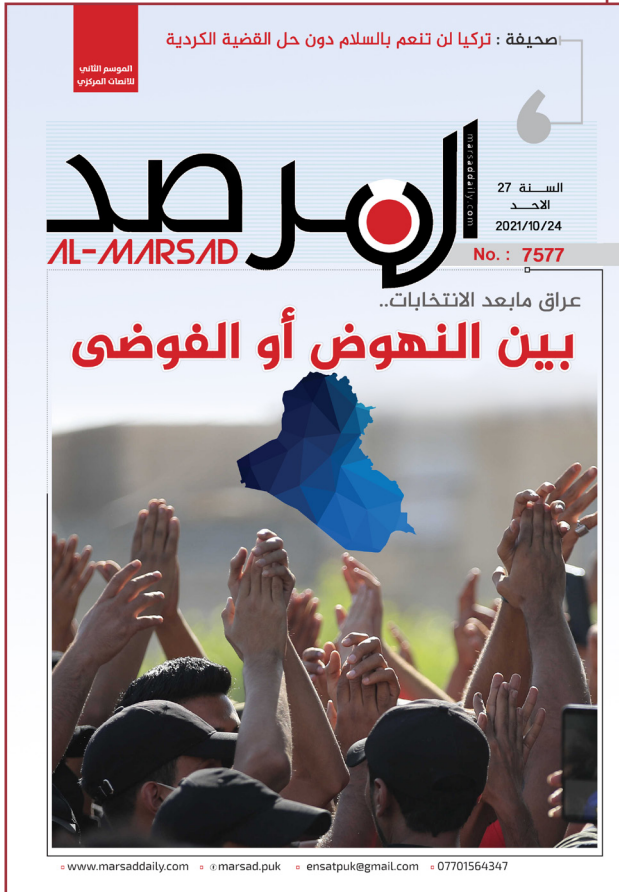 صحيفة : تركيا لن تنعم بالسلام دون حل القضية الكردية
الموسم الثاني
للانصات المركزي
المرصد
AL-MARSAD
marsaddaily.com
السـنة 27
الاحـد
2021/10/24
No. : 7577
عراق مابعد الانتخابات..
بين النهوض أو الفوضى
www.marsaddaily.com marsad.puk ensatpuk@gmail.com 07701564347